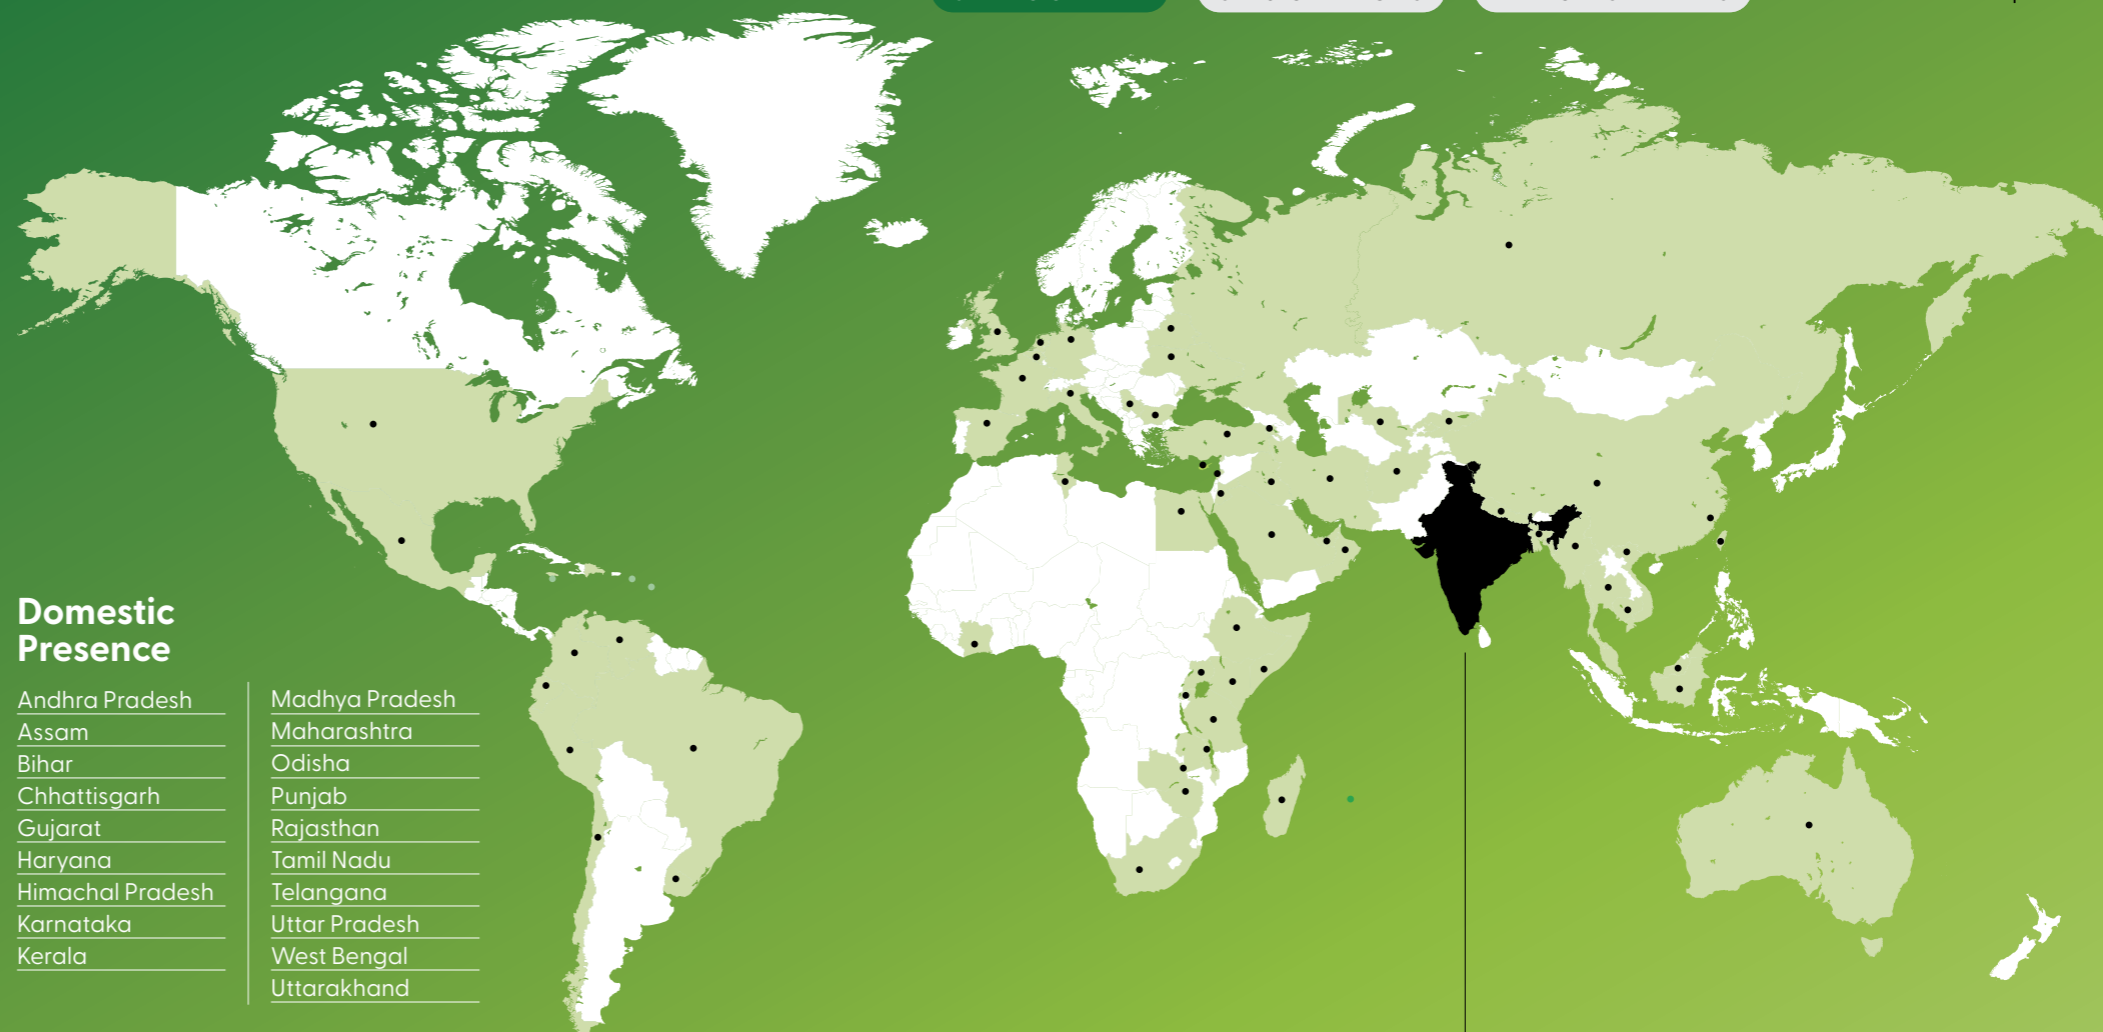 Domestic
Presence
Andhra Pradesh
Assam
Bihar
Chhattisgarh
Gujarat
Haryana
Himachal Pradesh
Karnataka
Kerala
Madhya Pradesh
Maharashtra
Odisha
Punjab
Rajasthan
Tamil Nadu
Telangana
Uttar Pradesh
West Bengal
Uttarakhand